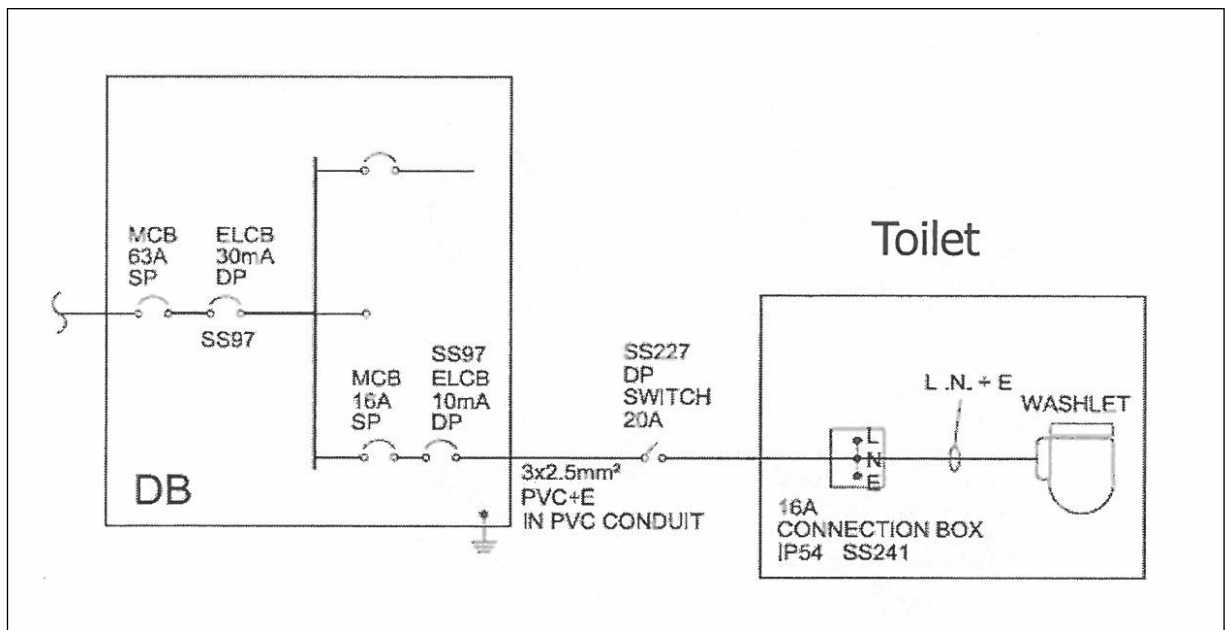 Toilet
MCB
63A
SP
ELCB
30mA
DP
SS97
MCB
16A
SP
SS97
ELCB
10mA
DP
DB
3x2.5mm²
PVC+E
IN PVC CONDUIT
SS227
DP
SWITCH
20A
L
N
E
L .N. + E
WASHLET
16A
CONNECTION BOX
IP54 SS241